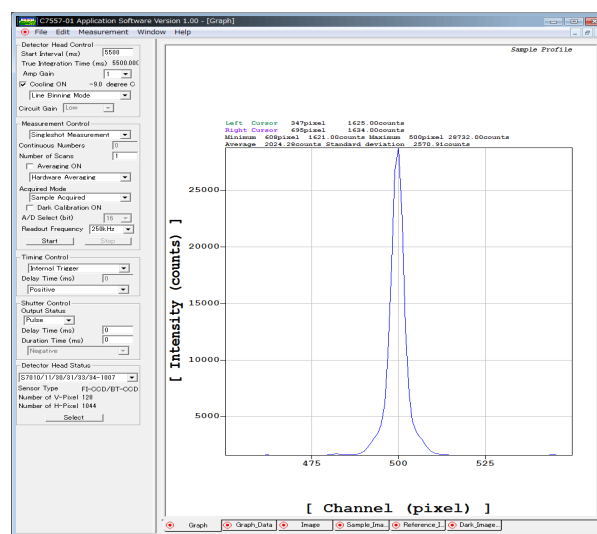 C7557-01 Application Software Version 1.00 - [Graph]
File Edit Measurement Window Help
Detector Head Control
Start Interval (ms) 5500
True Integration Time (ms) 5500.000
Amp Gain 1
Cooling ON -9.0 degree C
Line Binning Mode
Circuit Gain Low
Measurement Control
Singleshot Measurement
Continuous Numbers 0
Number of Scans 1
Averaging ON
Hardware Averaging
Acquired Mode
Sample Acquired
Dark Calibration ON
A/D Select (bit) 16
Readout Frequency 250kHz
Start Stop
Timing Control
Internal Trigger
Delay Time (ms) 0
Positive
Shutter Control
Output Status
Pulse
Delay Time (ms) 0
Duration Time (ms) 0
Negative
Detector Head Status
S7010/11/30/31/33/34-1007
Sensor Type FI-CCD/BT-CCD
Number of V-Pixel 128
Number of H-Pixel 1044
Select
Sample Profile
Left Cursor 347pixel 1625.00counts
Right Cursor 695pixel 1634.00counts
Minimum 608pixel 1621.00counts Maximum 500pixel 28732.00counts
Average 2024.29counts Standard deviation 2570.91counts
[ Intensity (counts) ]
25000
20000
15000
10000
5000
475 500 525
[ Channel (pixel) ]
Graph Graph_Data Image Sample_Ima... Reference_I... Dark_Image...